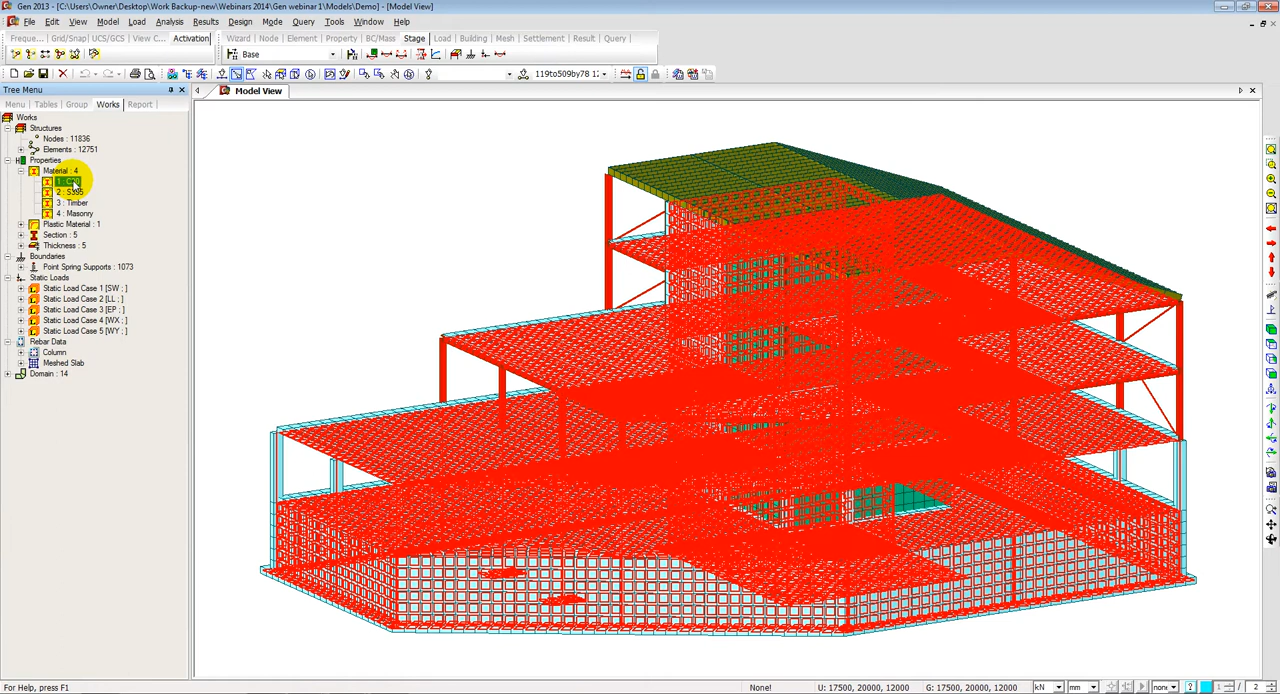 Gen 2013 - [C:\Users\Owner\Desktop\Work Backup-new\Webinars 2014\Gen webinar 1\Models\Demo] - [Model View]
File Edit View Model Load Analysis Results Design Mode Query Tools Window Help
Freque... Grid/Snap UCS/GCS View C... Activation Wizard Node Element Property BC/Mass Stage Load Building Mesh Settlement Result Query
Base
119to509by78 12
Tree Menu
Model View
Menu Tables Group Works Report
Works
Structures
Nodes : 11836
Elements : 12751
Properties
Material : 4
1 :
2 :
3 : Timber
4 : Masonry
Plastic Material : 1
Section : 5
Thickness : 5
Boundaries
Point Spring Supports : 1073
Static Loads
Static Load Case 1 [SW ; ]
Static Load Case 2 [LL ; ]
Static Load Case 3 [EP ; ]
Static Load Case 4 [WX ; ]
Static Load Case 5 [WY ; ]
Rebar Data
Column
Meshed Slab
Domain : 14
For Help, press F1 None! U: 17500, 20000, 12000 G: 17500, 20000, 12000 kN mm none ? 1 / 2